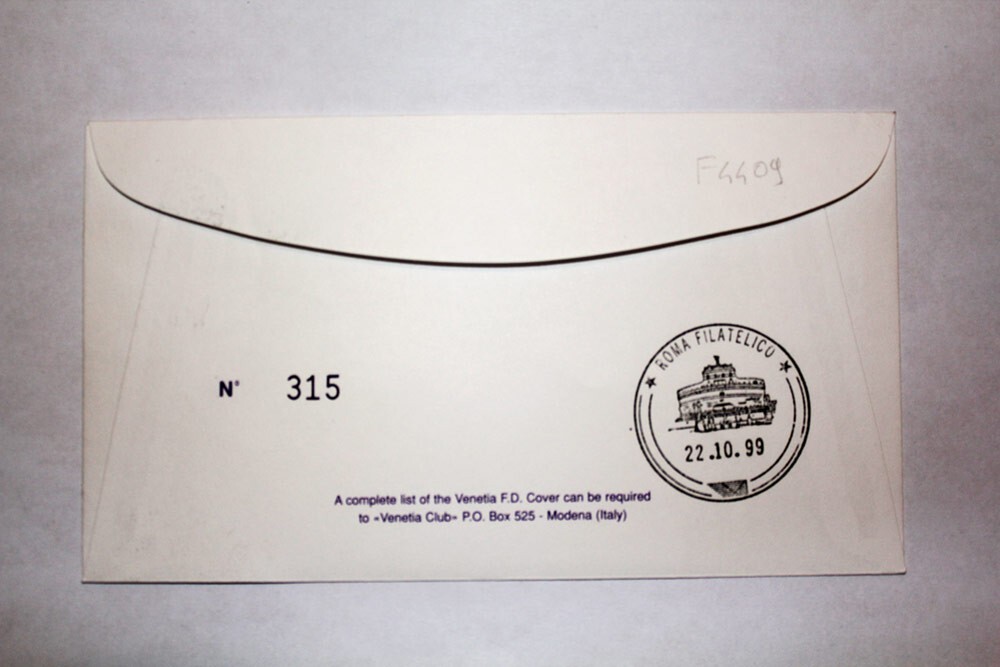 F4409
ROMA FILATELICO
22.10.99
N° 315
A complete list of the Venetia F.D. Cover can be required
to «Venetia Club» P.O. Box 525 - Modena (Italy)